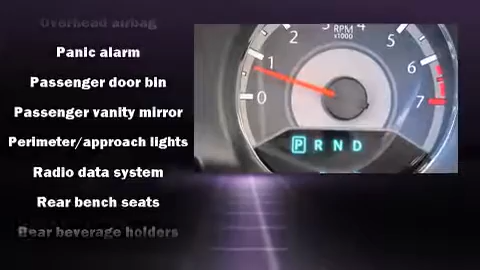 Overhead airbag
Panic alarm
Passenger door bin
Passenger vanity mirror
Perimeter/approach lights
Radio data system
Rear bench seats
Rear beverage holders
0 1 2 3 4 5 6 7
RPM
x1000
P R N D